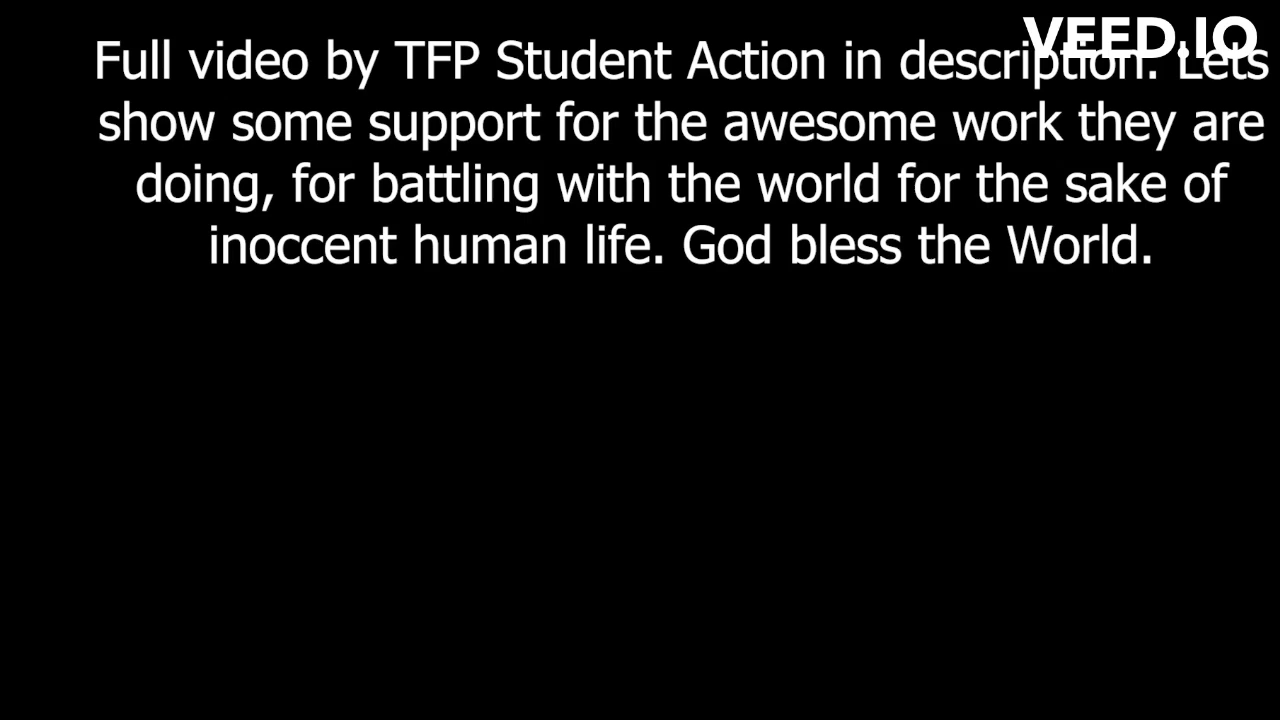 VEED.IO
Full video by TFP Student Action in description. Lets
show some support for the awesome work they are
doing, for battling with the world for the sake of
inoccent human life. God bless the World.